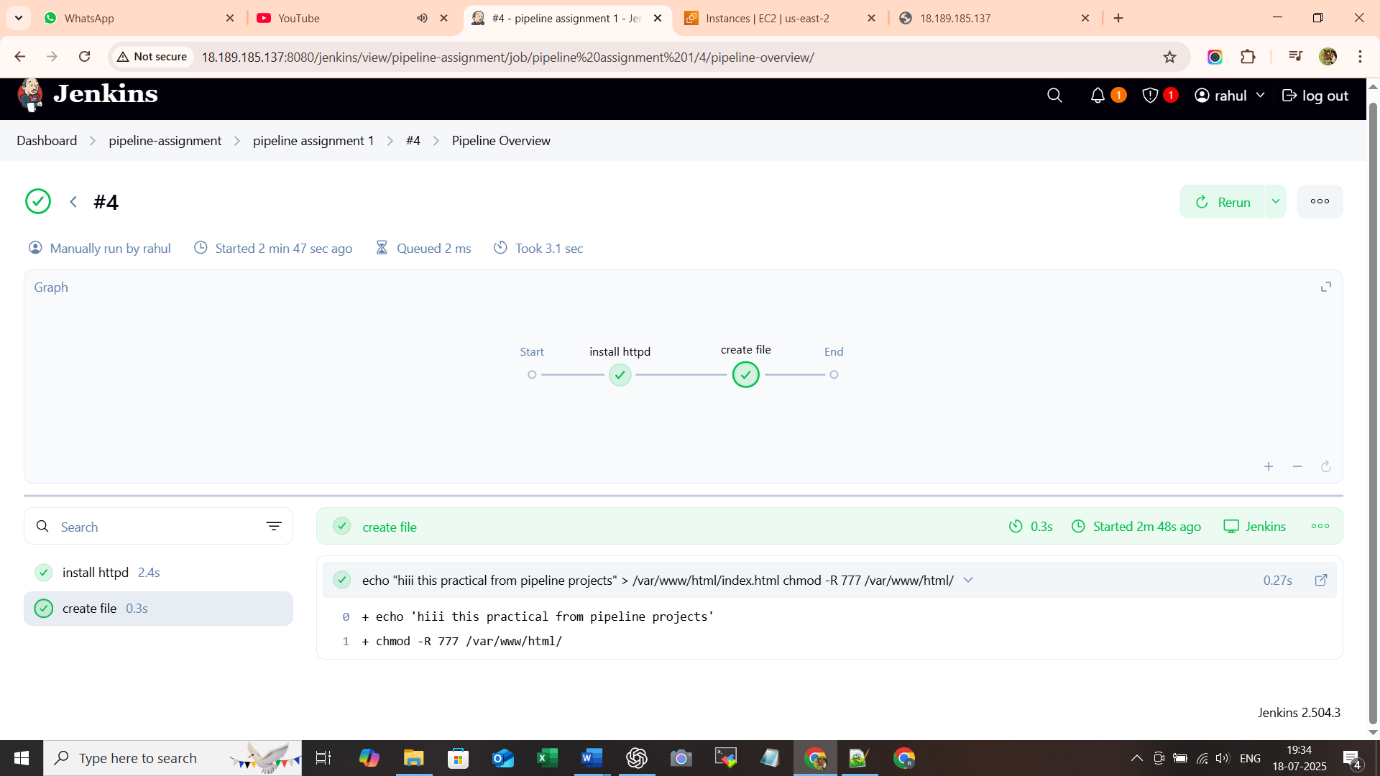 WhatsApp
YouTube
#4 - pipeline assignment 1 - Jen
Instances | EC2 | us-east-2
18.189.185.137
Not secure
18.189.185.137:8080/jenkins/view/pipeline-assignment/job/pipeline%20assignment%201/4/pipeline-overview/
Jenkins
1
1
rahul
log out
Dashboard
pipeline-assignment
pipeline assignment 1
#4
Pipeline Overview
#4
Rerun
Manually run by rahul
Started 2 min 47 sec ago
Queued 2 ms
Took 3.1 sec
Graph
Start
install httpd
create file
End
Search
create file
0.3s
Started 2m 48s ago
Jenkins
install httpd 2.4s
create file 0.3s
echo "hiii this practical from pipeline projects" > /var/www/html/index.html chmod -R 777 /var/www/html/
0.27s
0 + echo 'hiii this practical from pipeline projects'
1 + chmod -R 777 /var/www/html/
Jenkins 2.504.3
Type here to search
ENG
19:34
18-07-2025
4